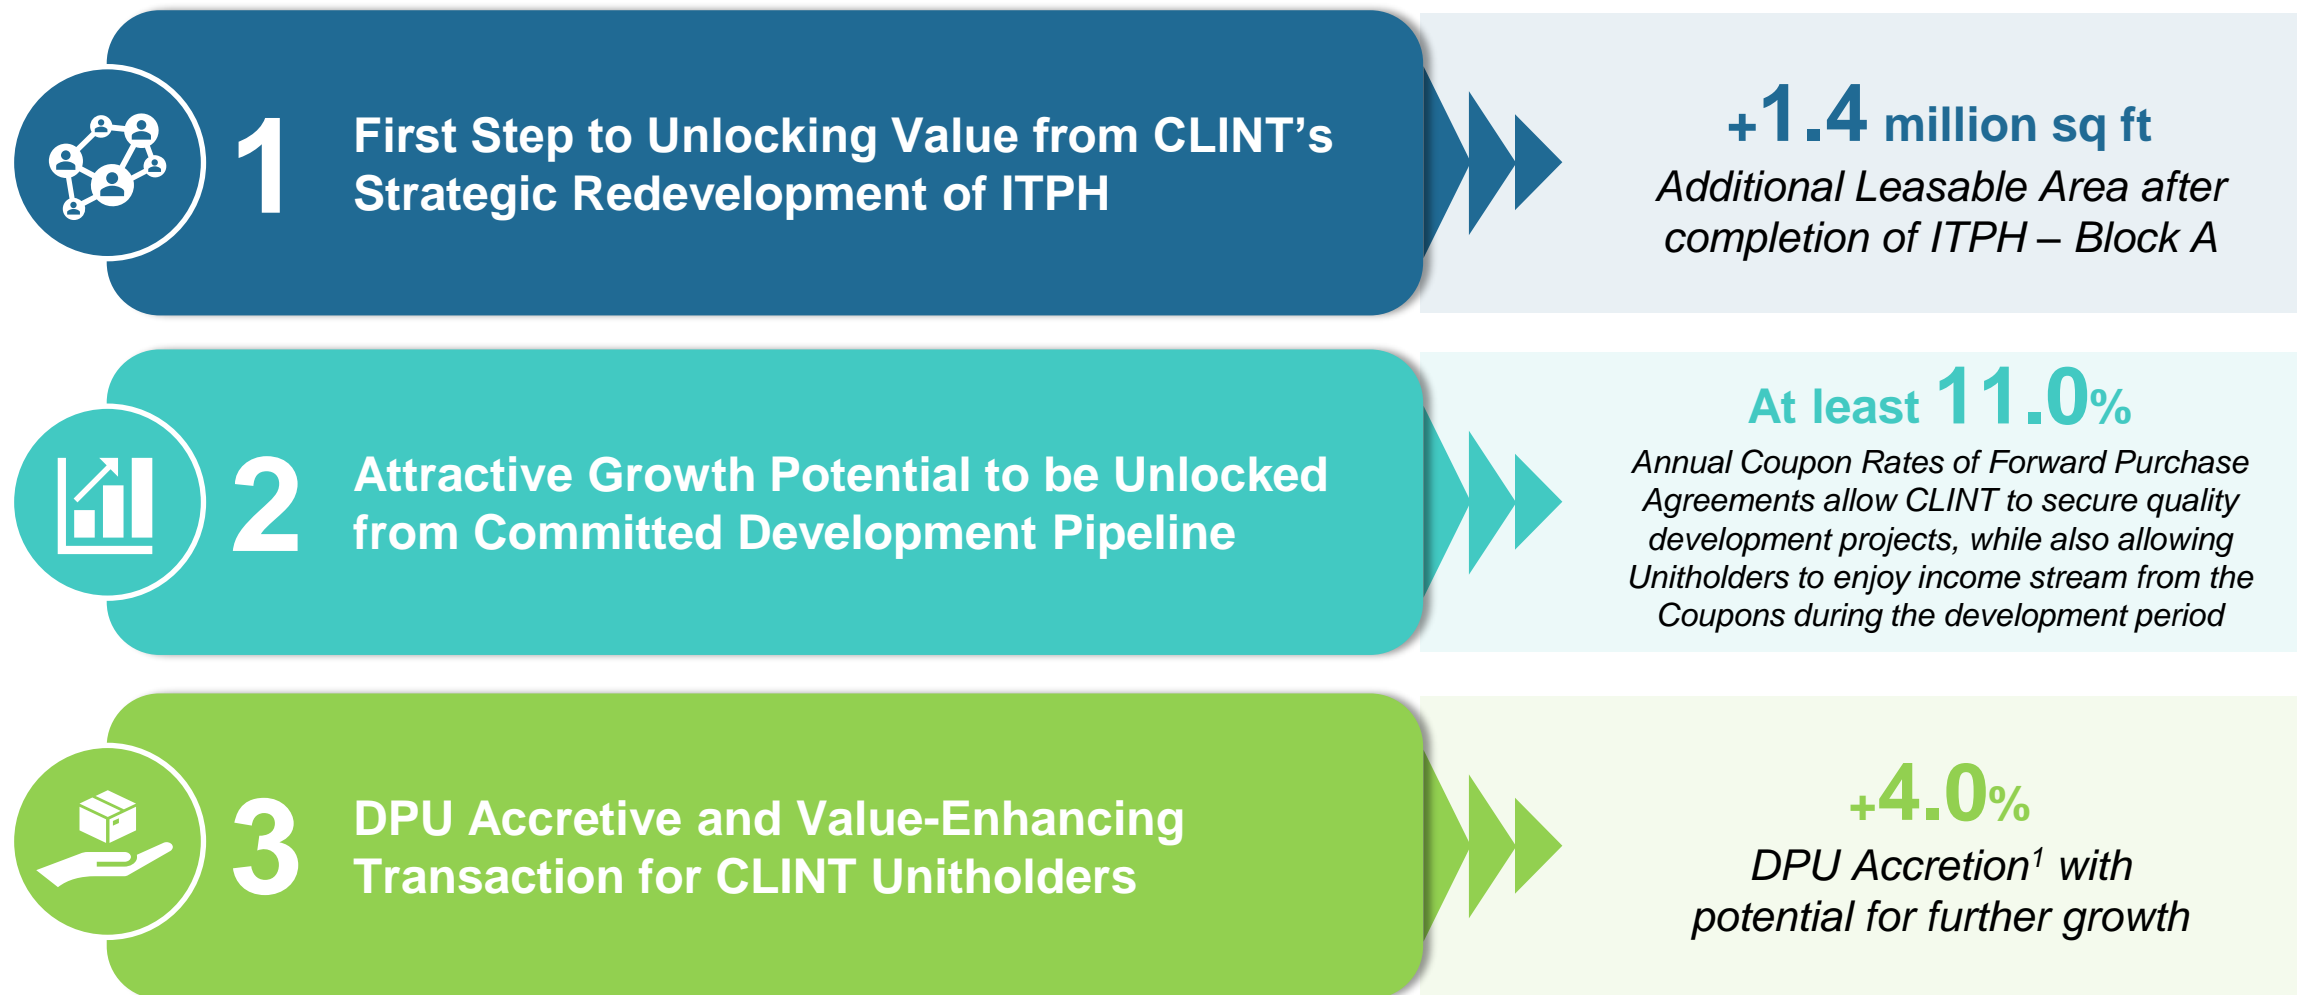 1
First Step to Unlocking Value from CLINT’s
Strategic Redevelopment of ITPH
+1.4 million sq ft
Additional Leasable Area after
completion of ITPH – Block A
2
Attractive Growth Potential to be Unlocked
from Committed Development Pipeline
At least 11.0%
Annual Coupon Rates of Forward Purchase
Agreements allow CLINT to secure quality
development projects, while also allowing
Unitholders to enjoy income stream from the
Coupons during the development period
3
DPU Accretive and Value-Enhancing
Transaction for CLINT Unitholders
+4.0%
DPU Accretion¹ with
potential for further growth